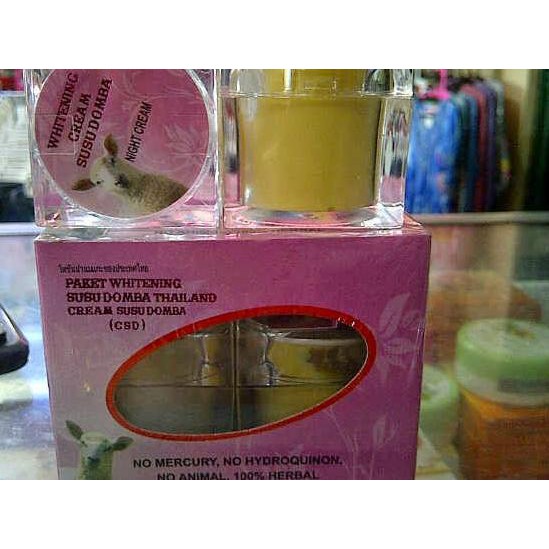 WHITENING
CREAM
SUSU DOMBA
NIGHT CREAM
PAKET WHITENING
SUSU DOMBA THAILAND
CREAM SUSU DOMBA
(CSD)
NO MERCURY, NO HYDROQUINON,
NO ANIMAL, 100% HERBAL